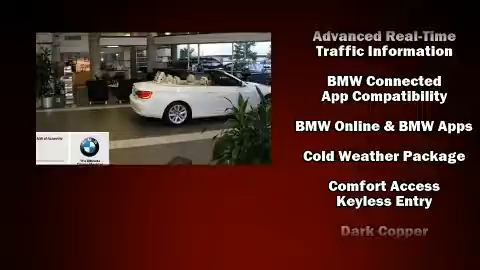 Advanced Real-Time
Traffic Information
BMW Connected
App Compatibility
BMW Online & BMW Apps
Cold Weather Package
Comfort Access
Keyless Entry
Dark Copper